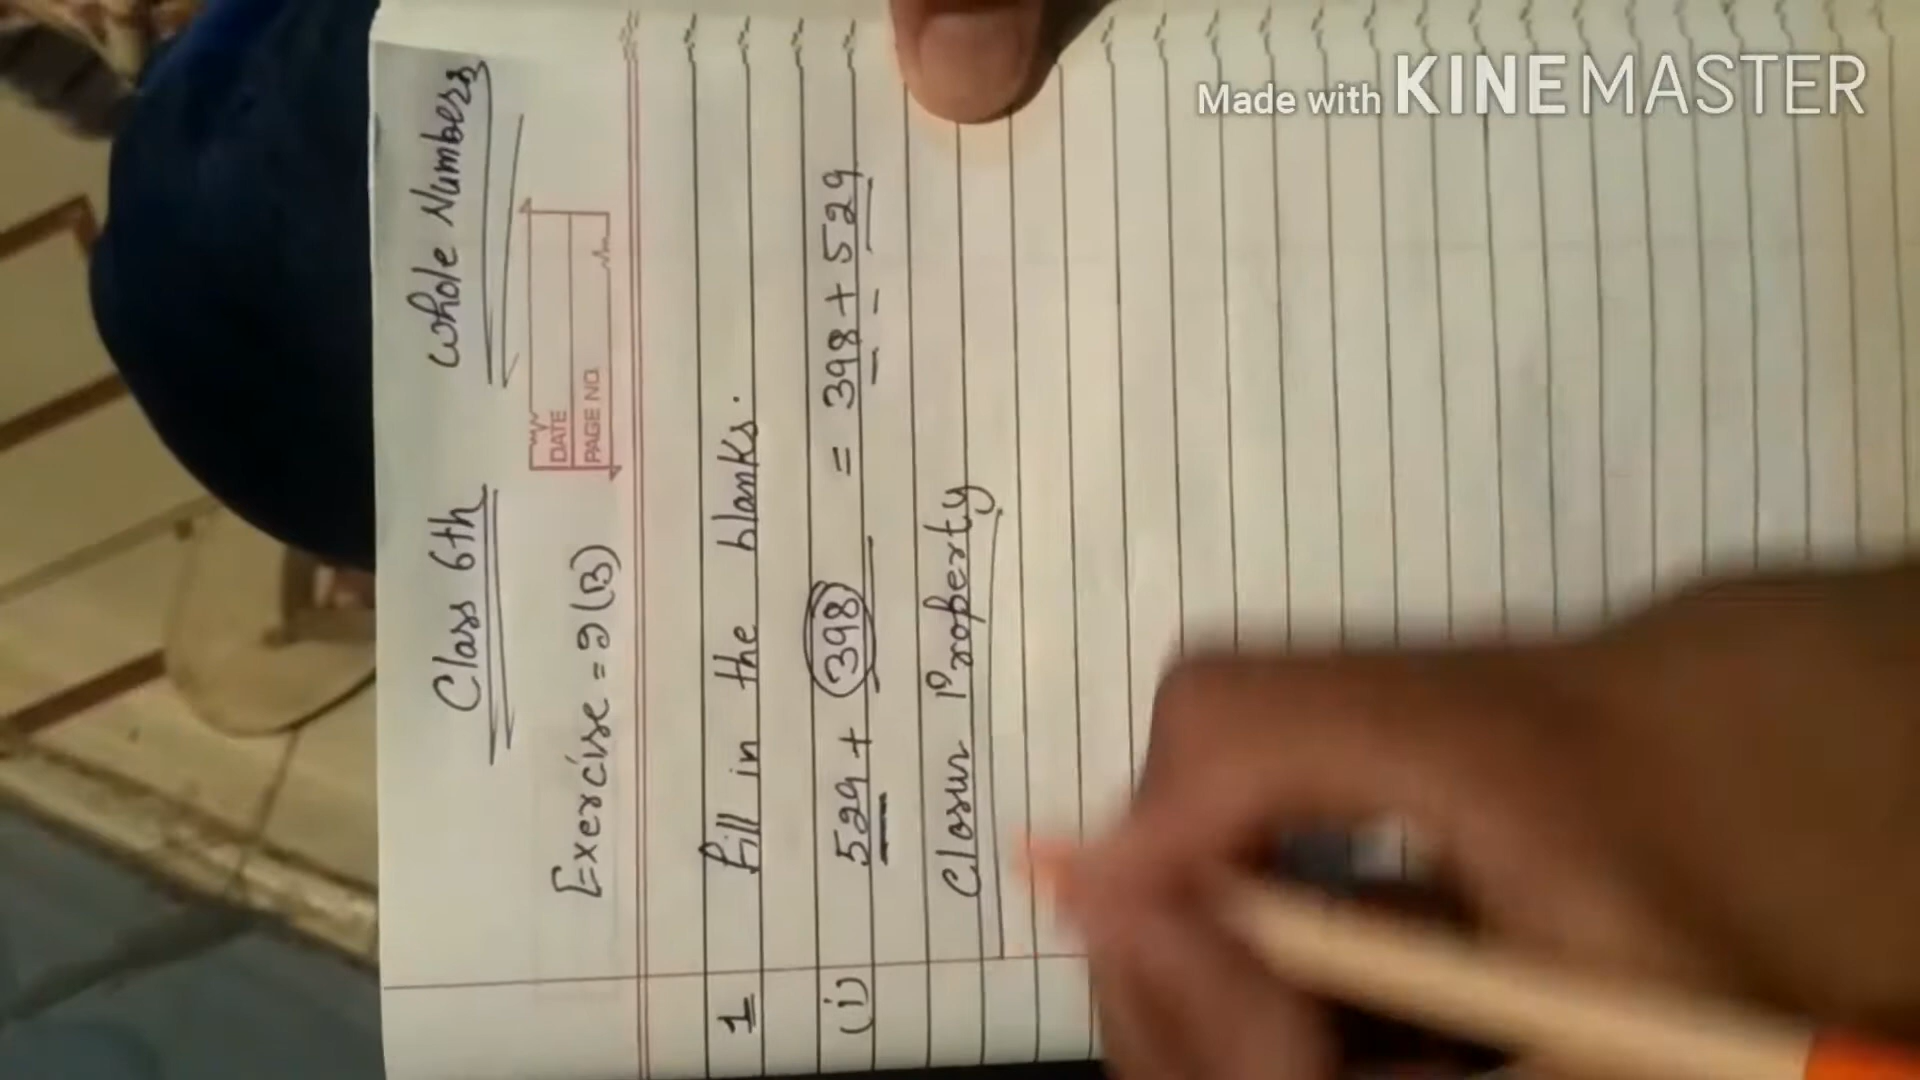 Class 6th Whole Numbers
DATE
PAGE NO.
Exercise = 2(B)
1 Fill in the blanks.
(i) 529 + 398 = 398 + 529
Closur Property
Made with KINEMASTER